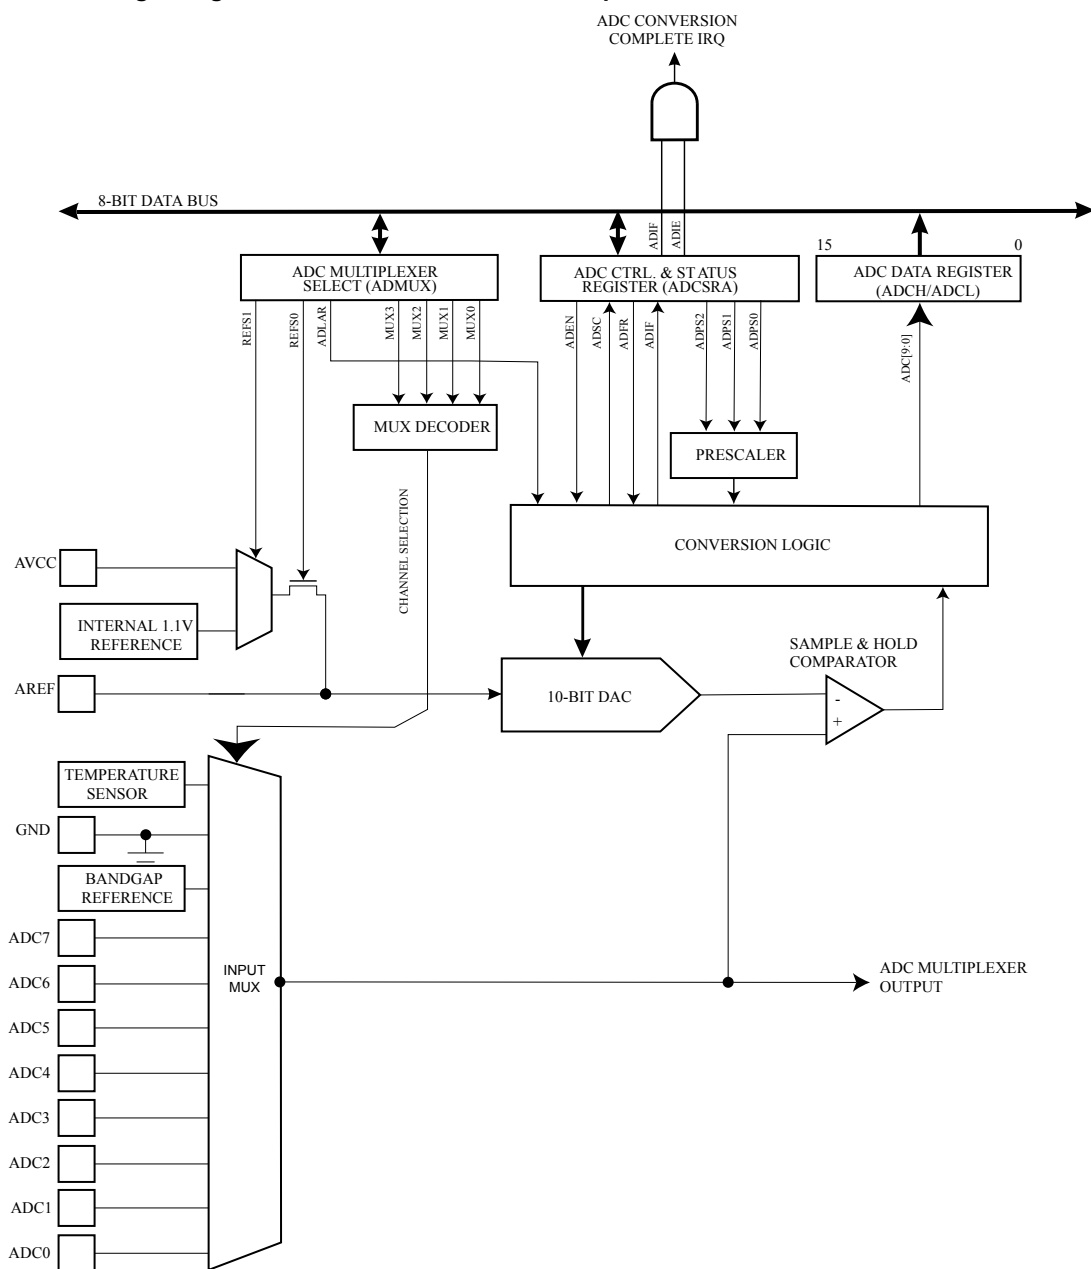 ADC CONVERSION
COMPLETE IRQ
8-BIT DATA BUS
ADIF
ADIE
15
0
ADC MULTIPLEXER
SELECT (ADMUX)
ADC CTRL. & STATUS
REGISTER (ADCSRA)
ADC DATA REGISTER
(ADCH/ADCL)
REFS1
REFS0
ADLAR
MUX3
MUX2
MUX1
MUX0
ADEN
ADSC
ADFR
ADIF
ADPS2
ADPS1
ADPS0
ADC[9:0]
MUX DECODER
PRESCALER
CHANNEL SELECTION
CONVERSION LOGIC
AVCC
INTERNAL 1.1V
REFERENCE
SAMPLE & HOLD
COMPARATOR
AREF
10-BIT DAC
-
+
TEMPERATURE
SENSOR
GND
BANDGAP
REFERENCE
ADC7
ADC6
ADC5
ADC4
ADC3
ADC2
ADC1
ADC0
INPUT
MUX
ADC MULTIPLEXER
OUTPUT